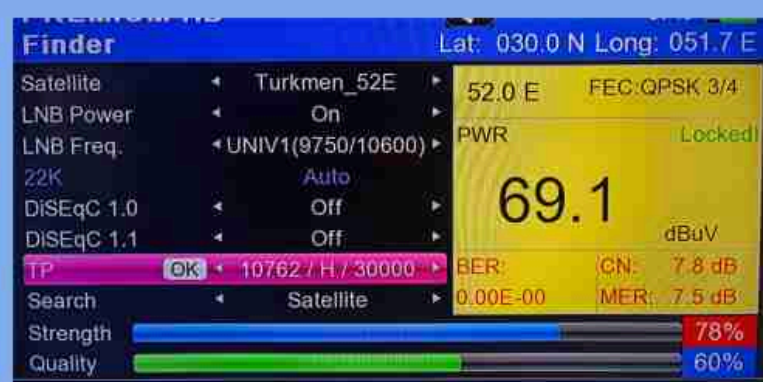 Finder
Lat: 030.0 N Long: 051.7 E
Satellite Turkmen_52E
LNB Power On
LNB Freq. UNIV1(9750/10600)
22K Auto
DiSEqC 1.0 Off
DiSEqC 1.1 Off
TP OK 10762 / H / 30000
Search Satellite
52.0 E FEC:QPSK 3/4
PWR Locked!
69.1
dBuV
BER: CN: 7.8 dB
0.00E-00 MER: 7.5 dB
Strength 78%
Quality 60%